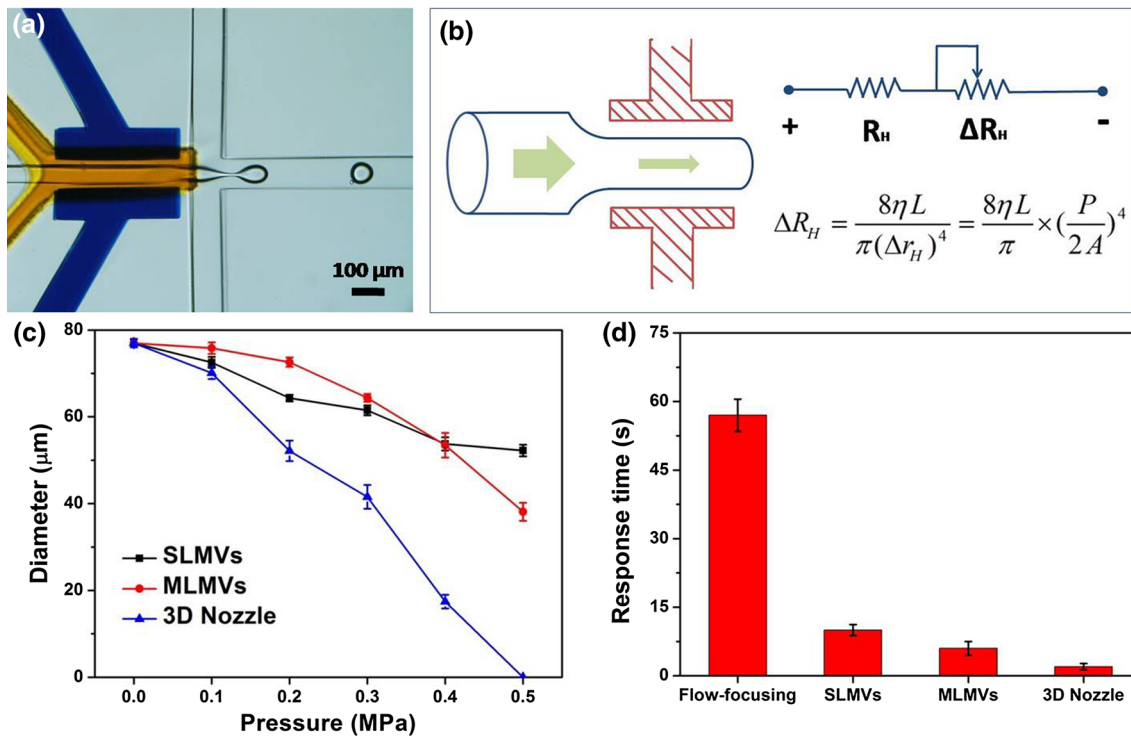 (a)
100 μm
(b)
+ R_H ΔR_H -
ΔR_H = 8ηL / π(Δr_H)^4 = 8ηL / π × (P / 2A)^4
(c)
80
60
40
20
0
Diameter (μm)
SLMVs
MLMVs
3D Nozzle
0.0 0.1 0.2 0.3 0.4 0.5
Pressure (MPa)
(d)
75
60
45
30
15
0
Response time (s)
Flow-focusing SLMVs MLMVs 3D Nozzle